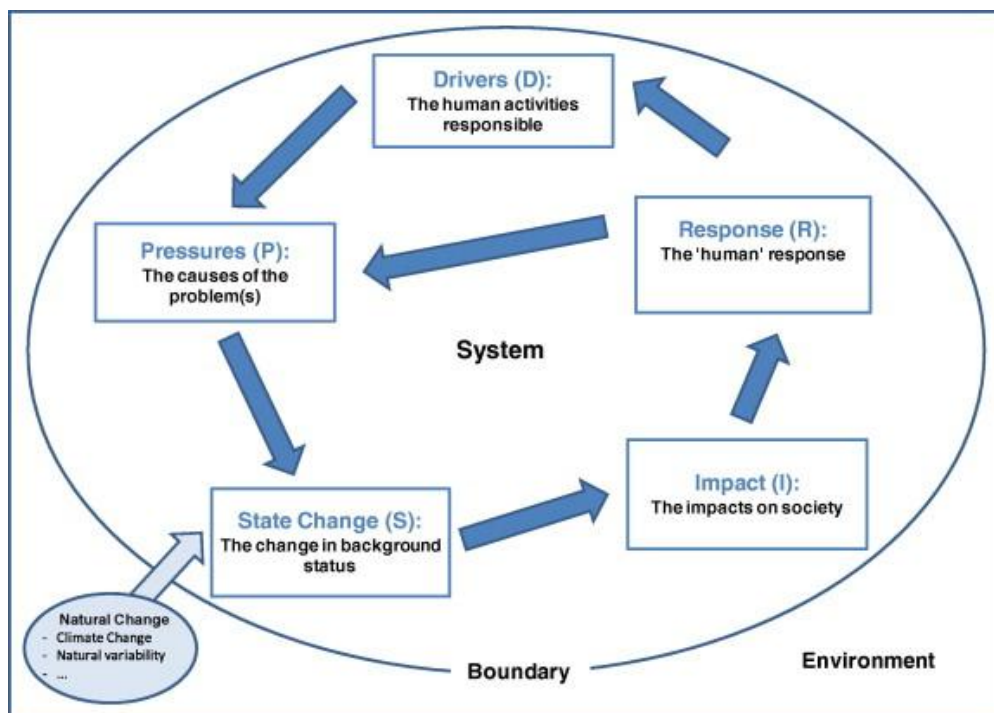 Drivers (D):
The human activities
responsible
Pressures (P):
The causes of the
problem(s)
Response (R):
The 'human' response
System
State Change (S):
The change in background
status
Impact (I):
The impacts on society
Natural Change
- Climate Change
- Natural variability
- ...
Boundary
Environment